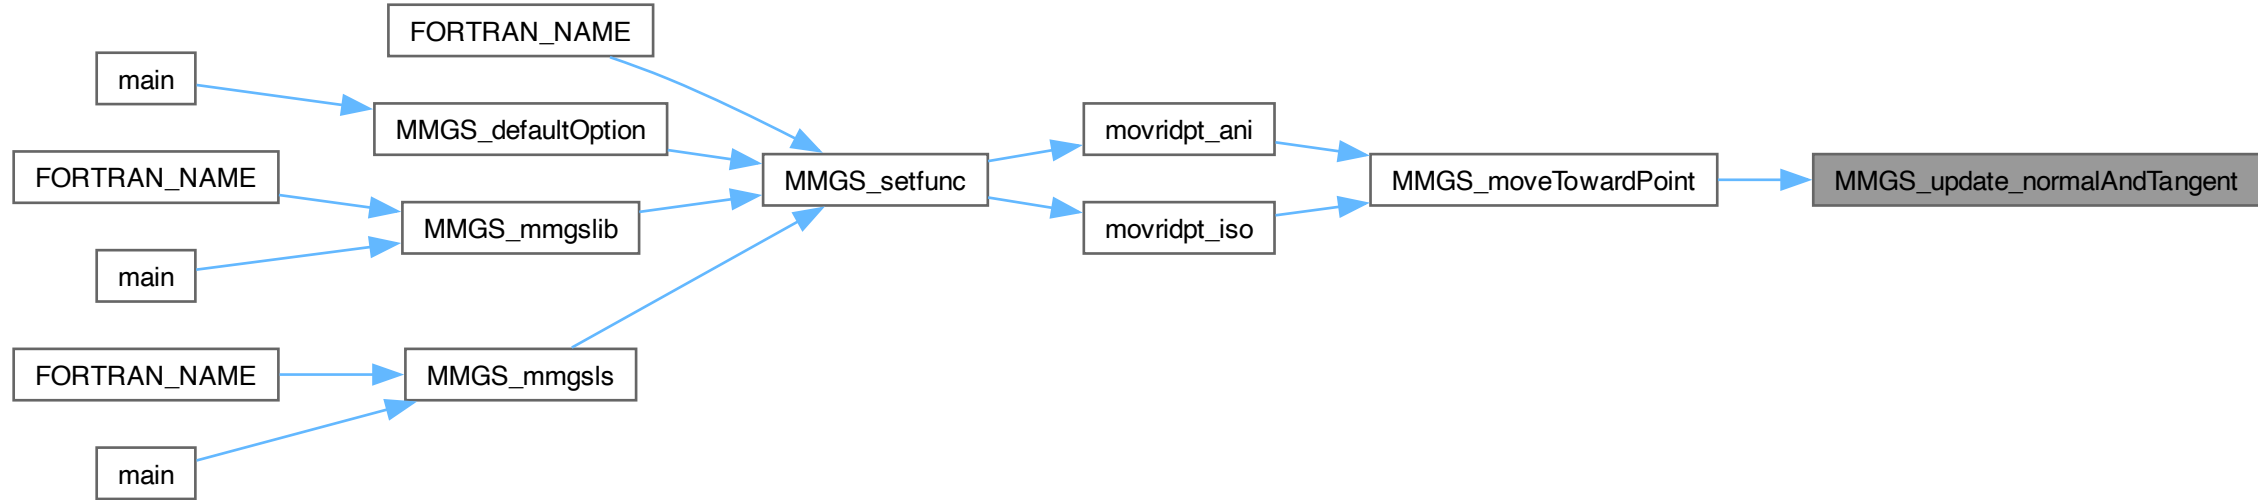 FORTRAN_NAME
main
MMGS_defaultOption
movridpt_ani
FORTRAN_NAME
MMGS_setfunc
MMGS_moveTowardPoint
MMGS_update_normalAndTangent
MMGS_mmgslib
movridpt_iso
main
FORTRAN_NAME
MMGS_mmgsls
main